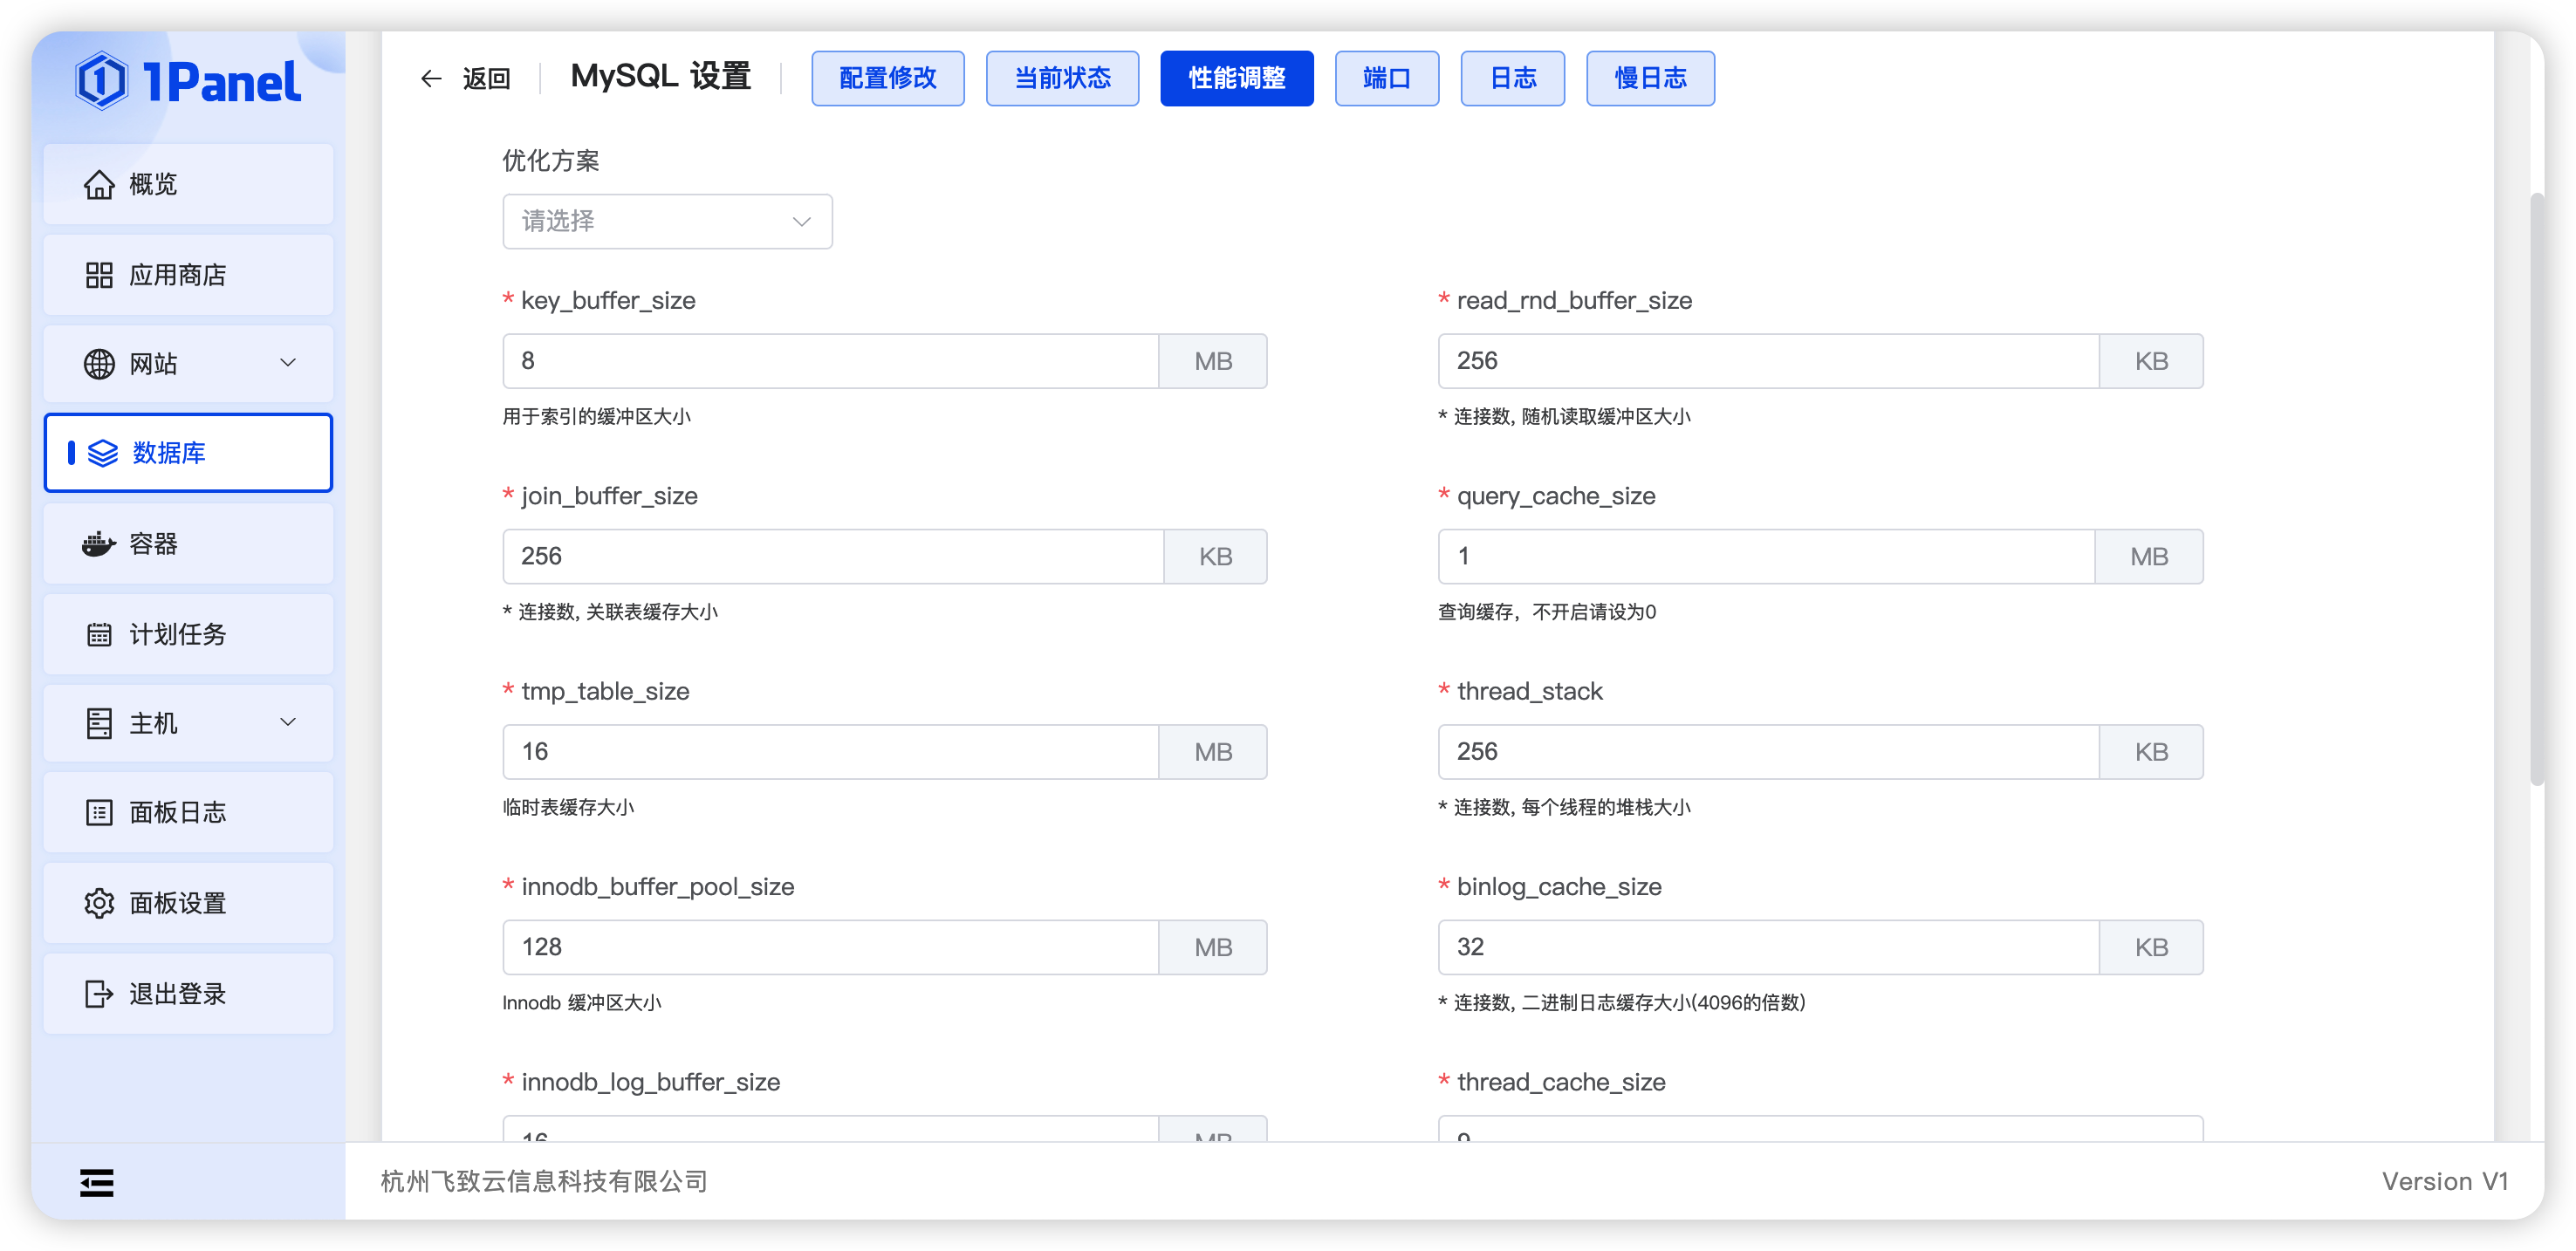 1Panel
概览
应用商店
网站
数据库
容器
计划任务
主机
面板日志
面板设置
退出登录
返回
MySQL 设置
配置修改
当前状态
性能调整
端口
日志
慢日志
优化方案
请选择
* key_buffer_size
8 MB
用于索引的缓冲区大小
* read_rnd_buffer_size
256 KB
* 连接数, 随机读取缓冲区大小
* join_buffer_size
256 KB
* 连接数, 关联表缓存大小
* query_cache_size
1 MB
查询缓存，不开启请设为0
* tmp_table_size
16 MB
临时表缓存大小
* thread_stack
256 KB
* 连接数, 每个线程的堆栈大小
* innodb_buffer_pool_size
128 MB
Innodb 缓冲区大小
* binlog_cache_size
32 KB
* 连接数, 二进制日志缓存大小(4096的倍数)
* innodb_log_buffer_size
16 MB
* thread_cache_size
杭州飞致云信息科技有限公司
Version V1